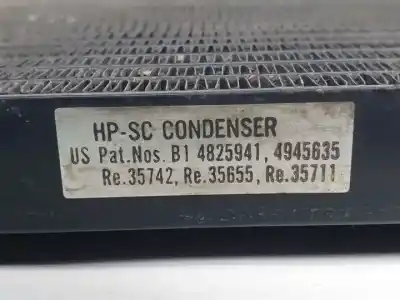 HP-SC CONDENSER
US Pat.Nos. B1 4825941, 4945635
Re.35742, Re.35655, Re.35711